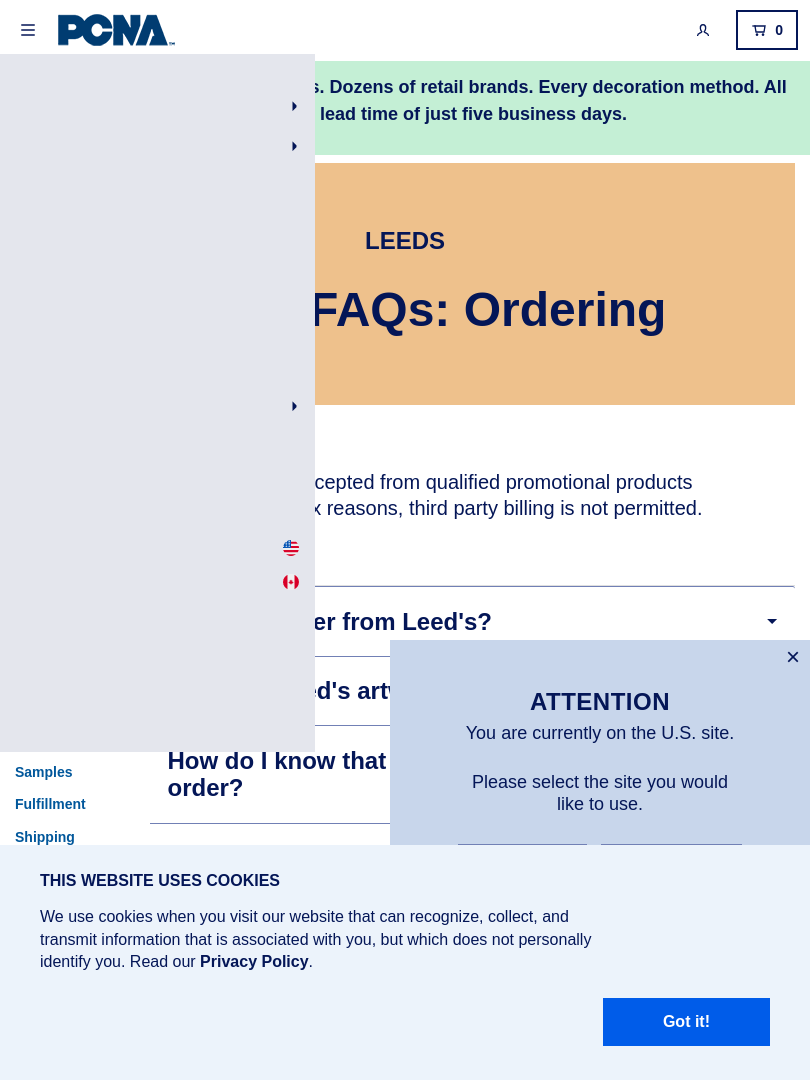 PCNA
0
s. Dozens of retail brands. Every decoration method. All
lead time of just five business days.
LEEDS
FAQs: Ordering
cepted from qualified promotional products
x reasons, third party billing is not permitted.
er from Leed's?
ed's artw
How do I know that
order?
Samples
Fulfillment
Shipping
×
ATTENTION
You are currently on the U.S. site.
Please select the site you would
like to use.
THIS WEBSITE USES COOKIES
We use cookies when you visit our website that can recognize, collect, and
transmit information that is associated with you, but which does not personally
identify you. Read our Privacy Policy.
Got it!